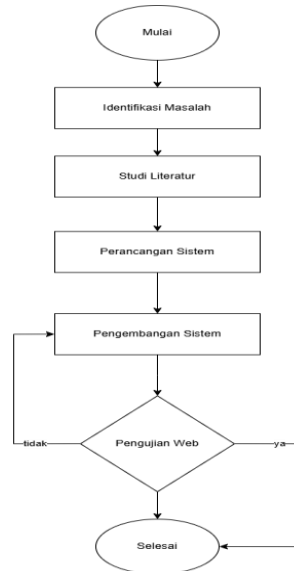 Mulai
Identifikasi Masalah
Studi Literatur
Perancangan Sistem
Pengembangan Sistem
tidak
Pengujian Web
ya
Selesai